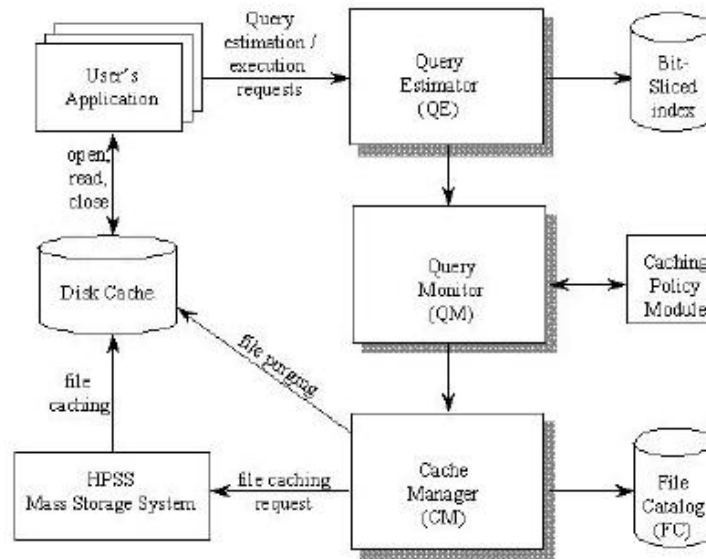 Query
estimation /
execution
requests
User's
Application
Query
Estimator
(QE)
Bit-
Sliced
index
open,
read,
close
Disk Cache
Query
Monitor
(QM)
Caching
Policy
Module
file purging
file
caching
HPSS
Mass Storage System
file caching
request
Cache
Manager
(CM)
File
Catalog
(FC)